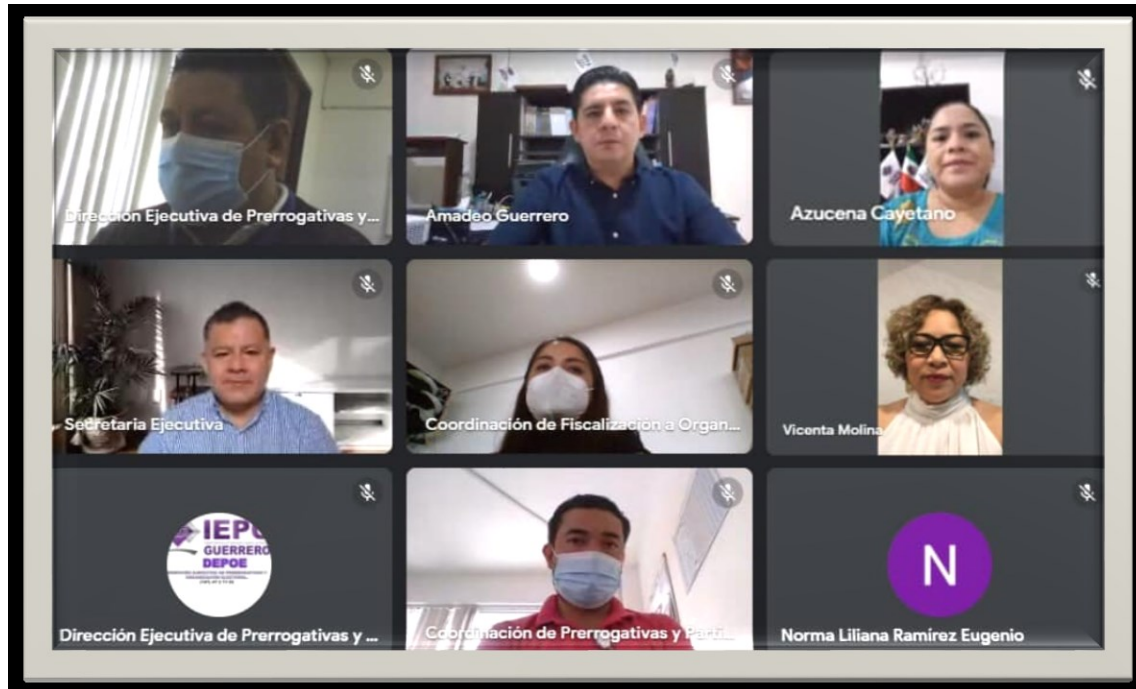 Dirección Ejecutiva de Prerrogativas y...
Amadeo Guerrero
Azucena Cayetano
Secretaria Ejecutiva
Coordinación de Fiscalización a Organ...
Vicenta Molina
IEPC
GUERRERO
DEPOE
Dirección Ejecutiva de Prerrogativas y ...
Coordinación de Prerrogativas y Parti...
N
Norma Liliana Ramírez Eugenio